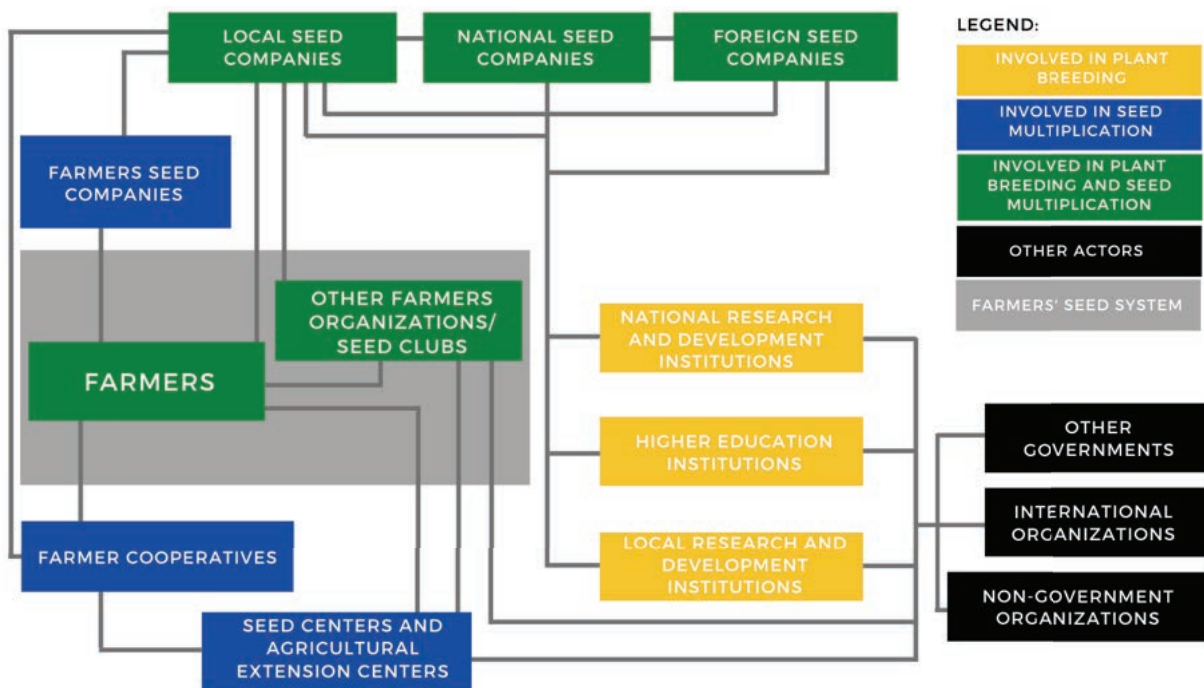 LOCAL SEED
COMPANIES
NATIONAL SEED
COMPANIES
FOREIGN SEED
COMPANIES
FARMERS SEED
COMPANIES
OTHER FARMERS
ORGANIZATIONS/
SEED CLUBS
FARMERS
FARMER COOPERATIVES
SEED CENTERS AND
AGRICULTURAL
EXTENSION CENTERS
NATIONAL RESEARCH
AND DEVELOPMENT
INSTITUTIONS
HIGHER EDUCATION
INSTITUTIONS
LOCAL RESEARCH AND
DEVELOPMENT
INSTITUTIONS
LEGEND:
INVOLVED IN PLANT
BREEDING
INVOLVED IN SEED
MULTIPLICATION
INVOLVED IN PLANT
BREEDING AND SEED
MULTIPLICATION
OTHER ACTORS
FARMERS' SEED SYSTEM
OTHER
GOVERNMENTS
INTERNATIONAL
ORGANIZATIONS
NON-GOVERNMENT
ORGANIZATIONS